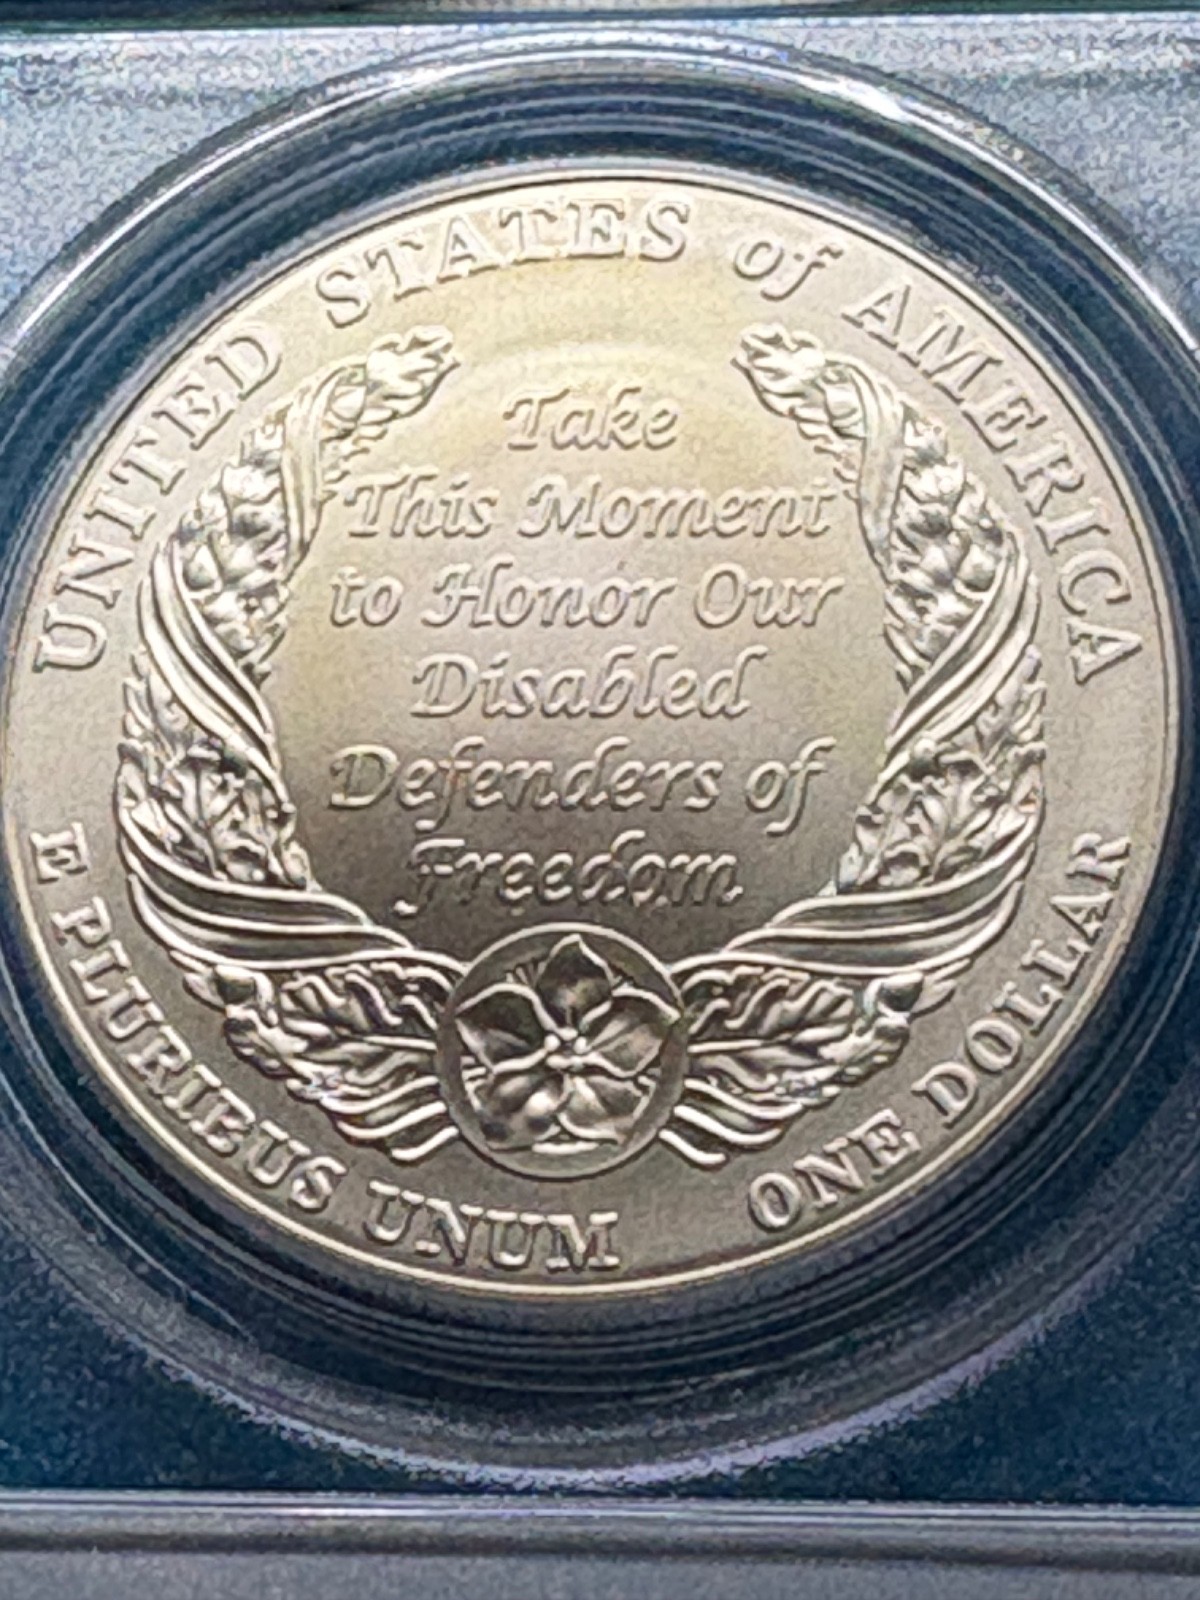 UNITED STATES of AMERICA
Take
This Moment
to Honor Our
Disabled
Defenders of
Freedom
E PLURIBUS UNUM
ONE DOLLAR